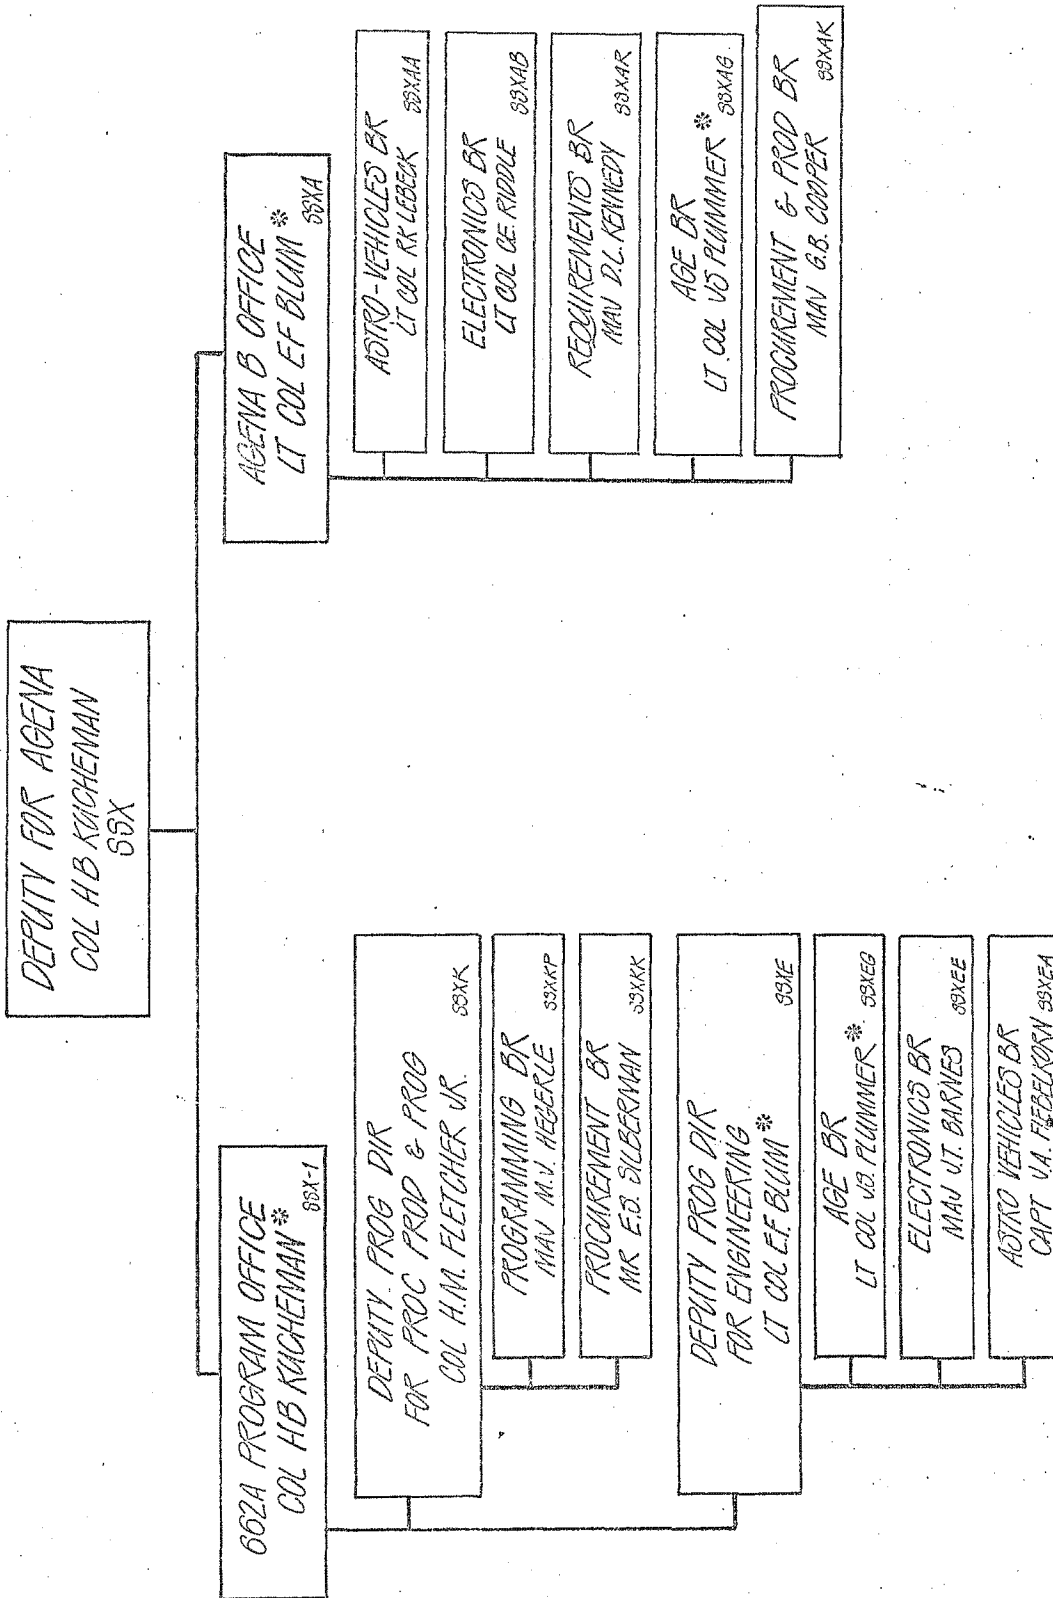 DEPUTY FOR AGENA
COL HB KUCHEMAN
SSX
662A PROGRAM OFFICE
COL HB KUCHEMAN *
SSX-1
DEPUTY PROG DIR
FOR PROC PROD & PROG
COL H.M. FLETCHER JR.
SSXK
PROGRAMMING BR
MAJ M.J. HEGERLE
SSXKP
PROCUREMENT BR
MR E.S. SILBERMAN
SSXKK
DEPUTY PROG DIR
FOR ENGINEERING
LT COL E.F. BLUM *
SSXE
AGE BR
LT COL J.S. PLUMMER *
SSXEG
ELECTRONICS BR
MAJ J.T. BARNES
SSXEE
ASTRO VEHICLES BR
CAPT J.A. FIEBELKORN SSXEA
AGENA B OFFICE
LT COL EF BLUM *
SSXA
ASTRO-VEHICLES BR
LT COL RK LEBECK
SSXAA
ELECTRONICS BR
LT COL CE. RIDDLE
SSXAB
REQUIREMENTS BR
MAJ D.L. KENNEDY
SSXAR
AGE BR
LT COL JS PLUMMER *
SSXAG
PROCUREMENT & PROD BR
MAJ G.B. COOPER
SSXAK